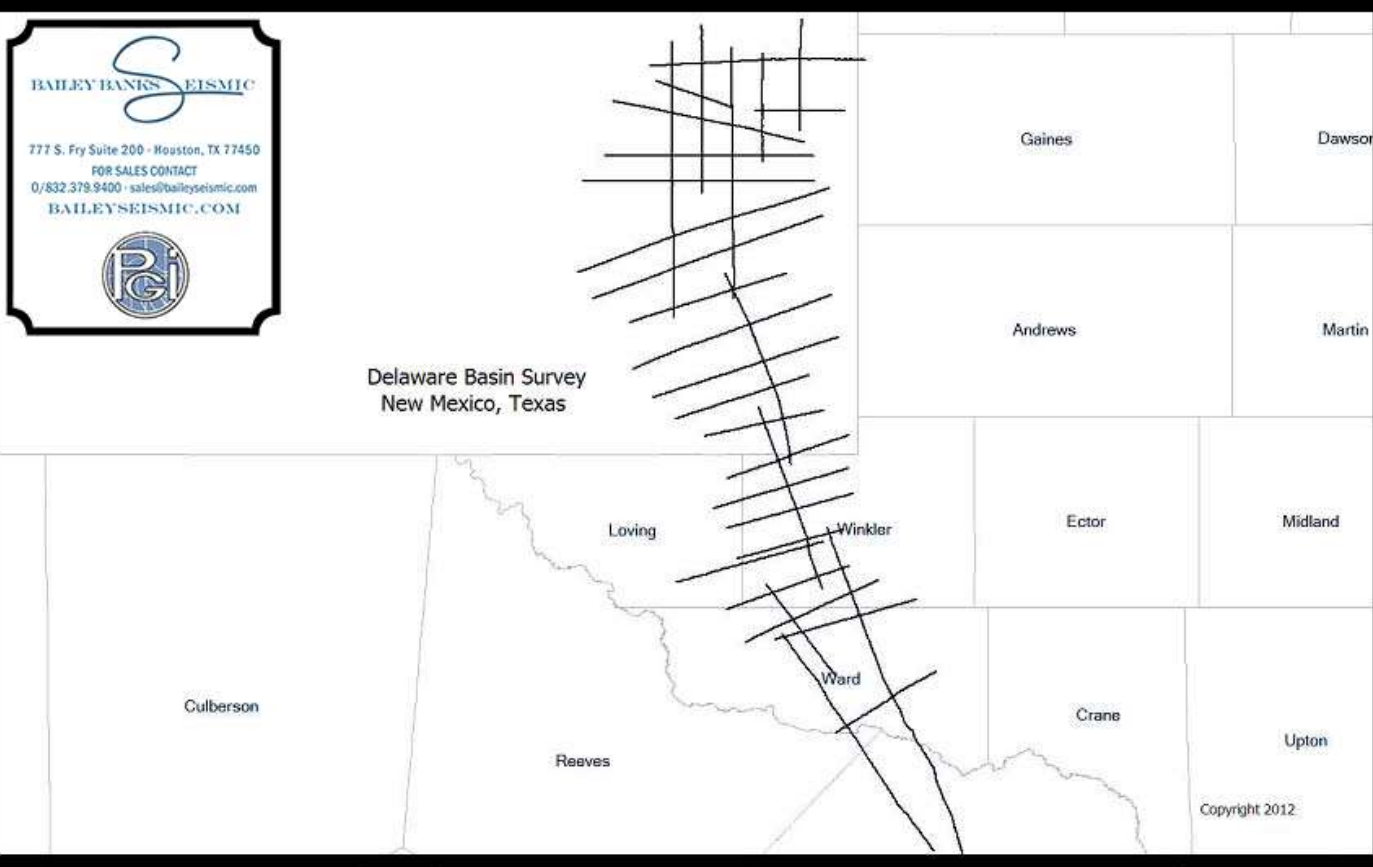 BAILEY BANKS SEISMIC
777 S. Fry Suite 200 - Houston, TX 77450
FOR SALES CONTACT
O/832.379.9400 - sales@baileyseismic.com
BAILEYSEISMIC.COM
PGi
Gaines
Dawson
Andrews
Martin
Delaware Basin Survey
New Mexico, Texas
Loving
Winkler
Ector
Midland
Culberson
Reeves
Ward
Crane
Upton
Copyright 2012